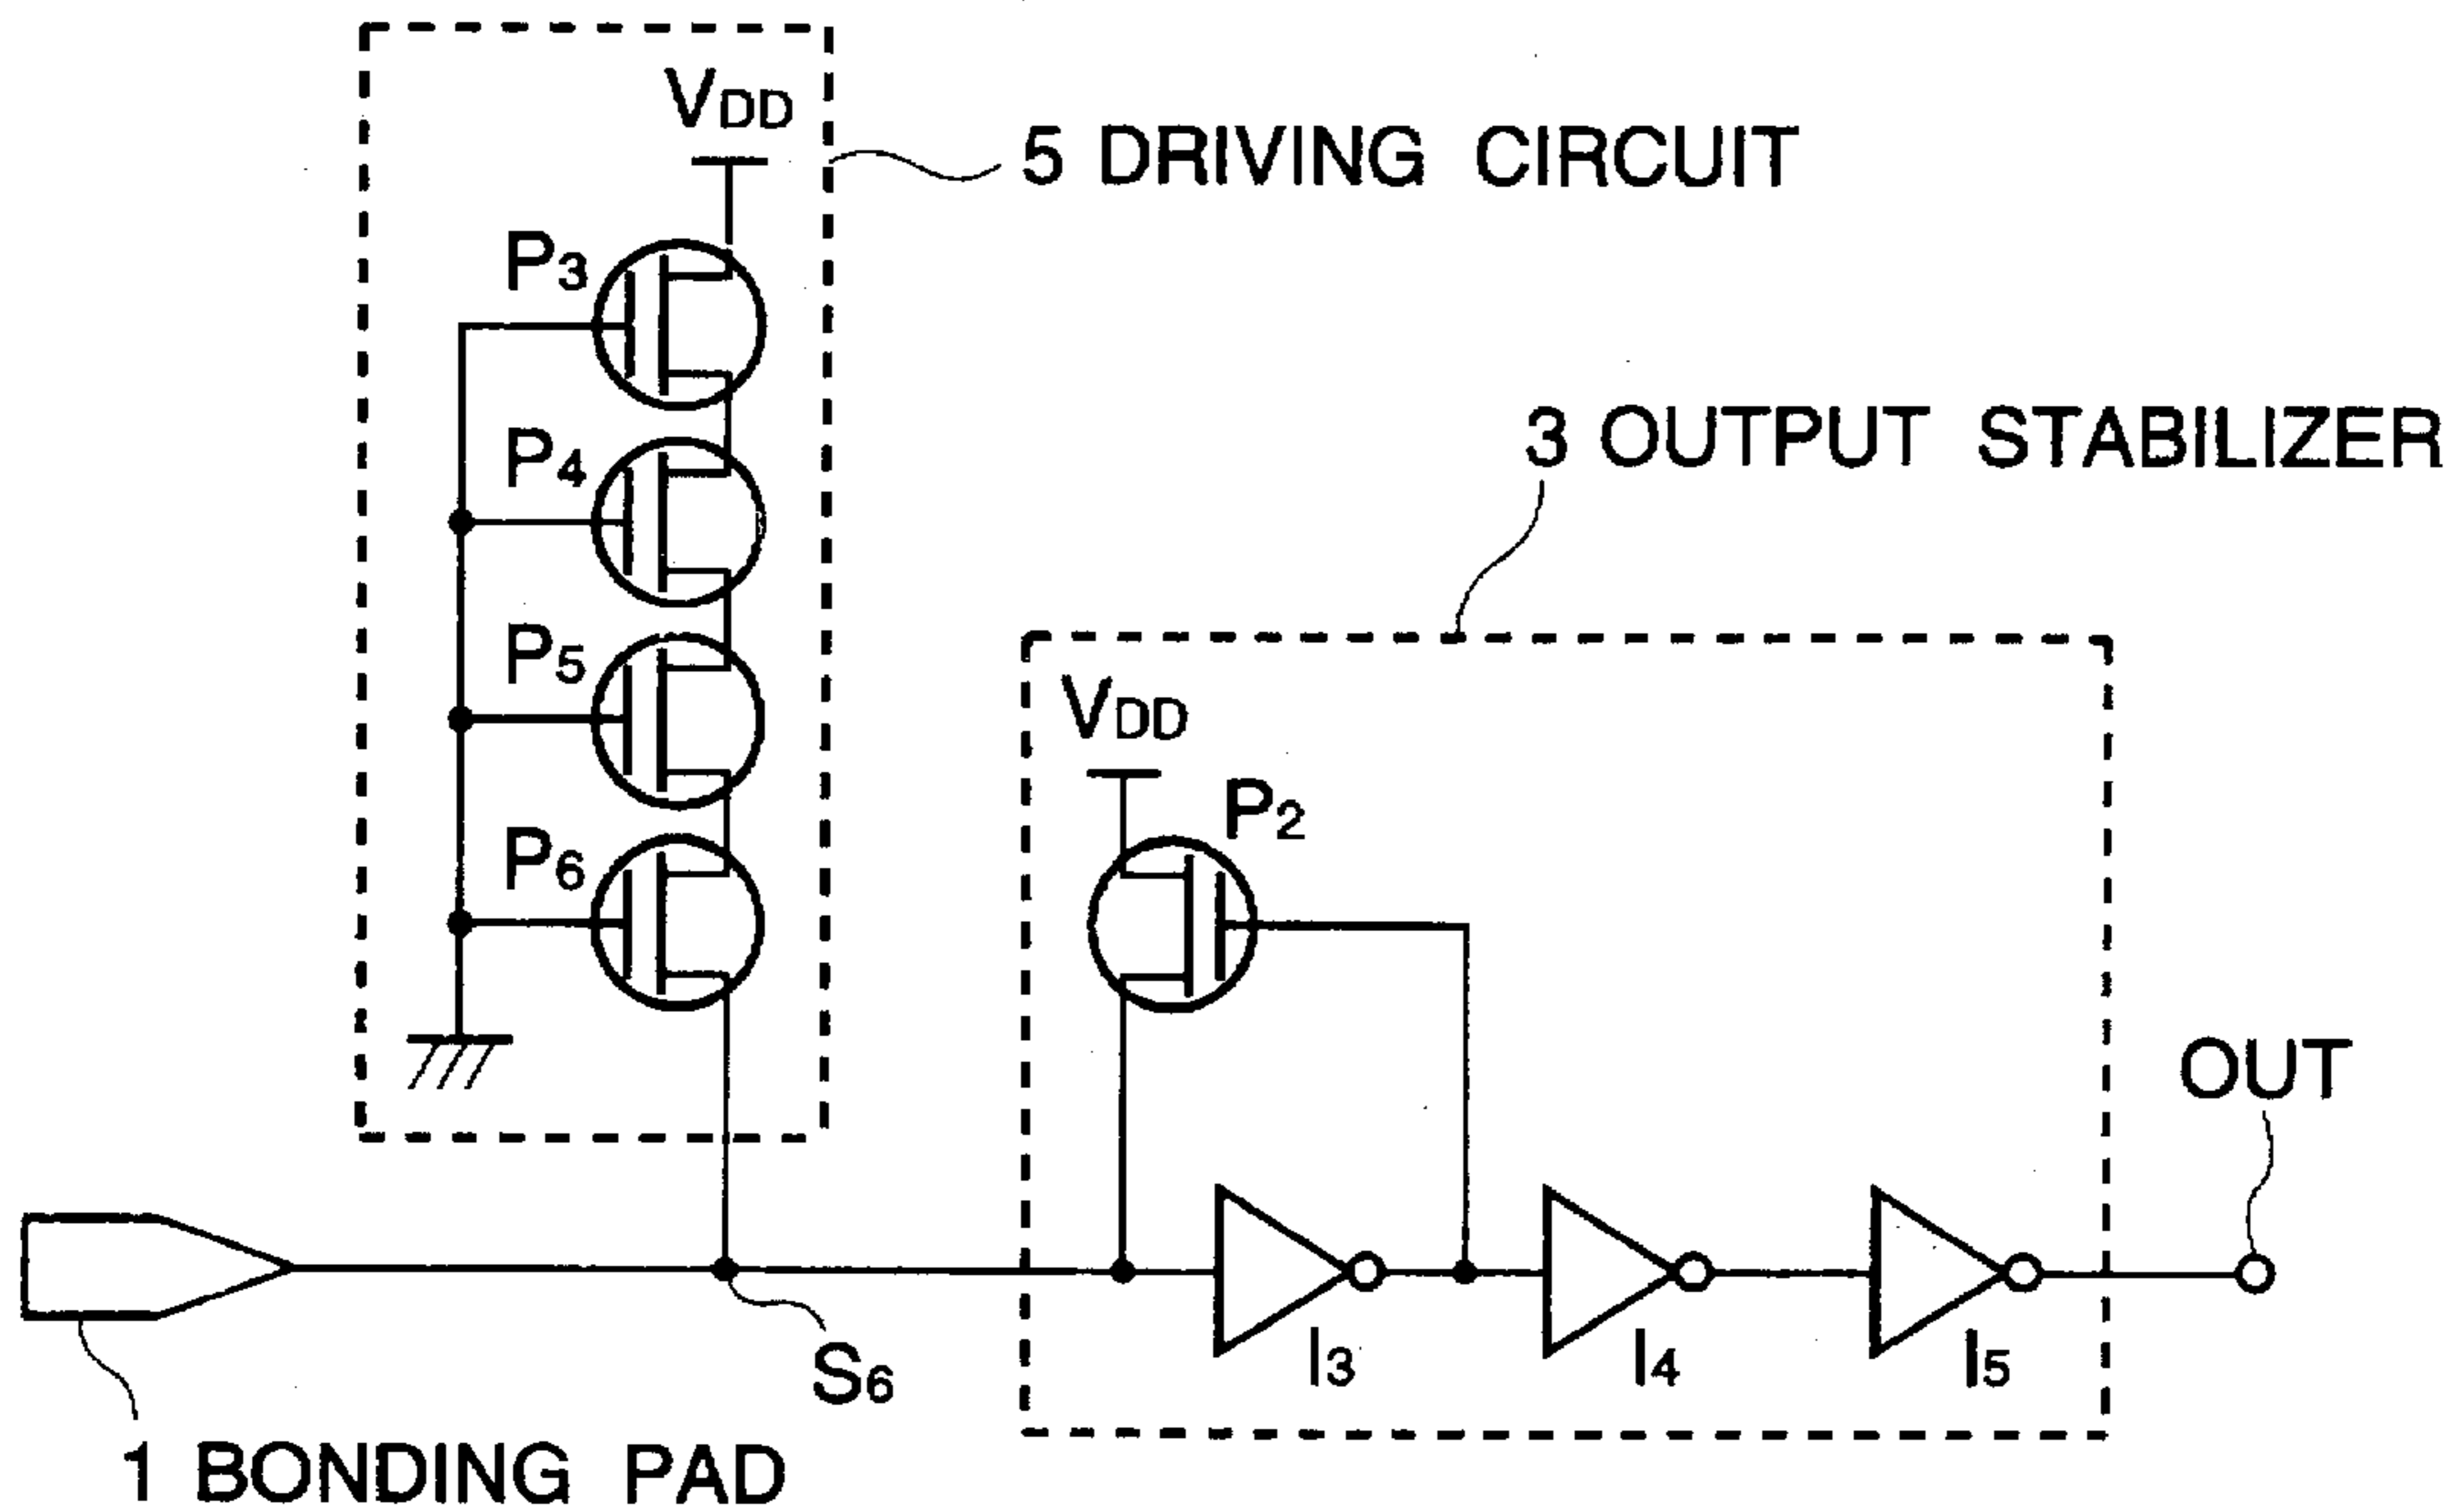 VDD
5 DRIVING CIRCUIT
P3
P4
3 OUTPUT STABILIZER
P5
VDD
P2
P6
OUT
I3
I4
I5
S6
1 BONDING PAD